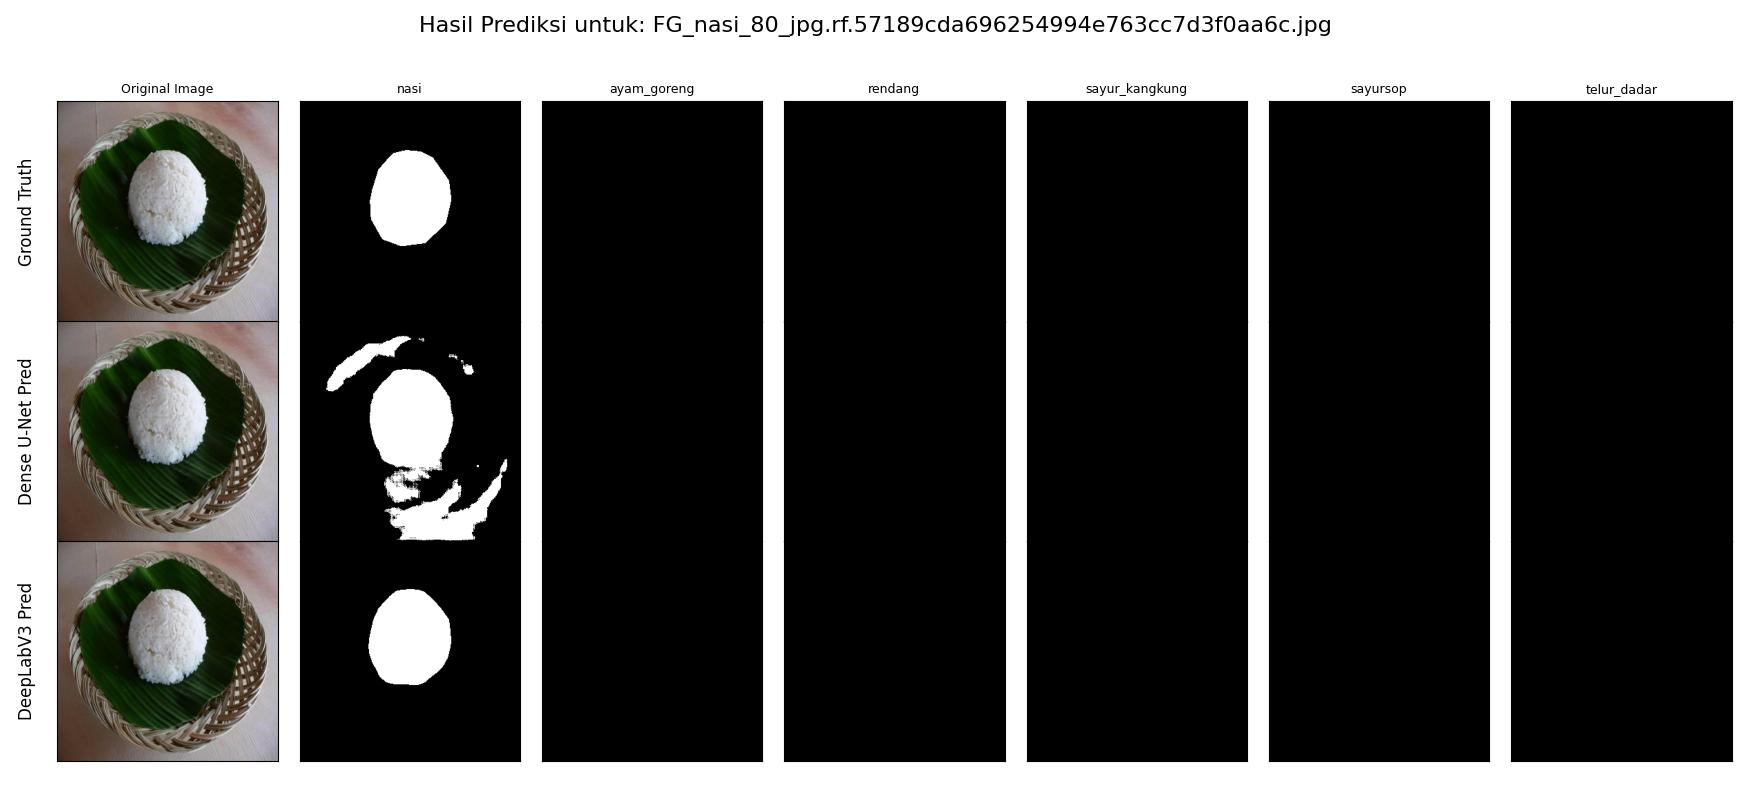 Hasil Prediksi untuk: FG_nasi_80_jpg.rf.57189cda696254994e763cc7d3f0aa6c.jpg
Original Image
nasi
ayam_goreng
rendang
sayur_kangkung
sayursop
telur_dadar
Ground Truth
Dense U-Net Pred
DeepLabV3 Pred